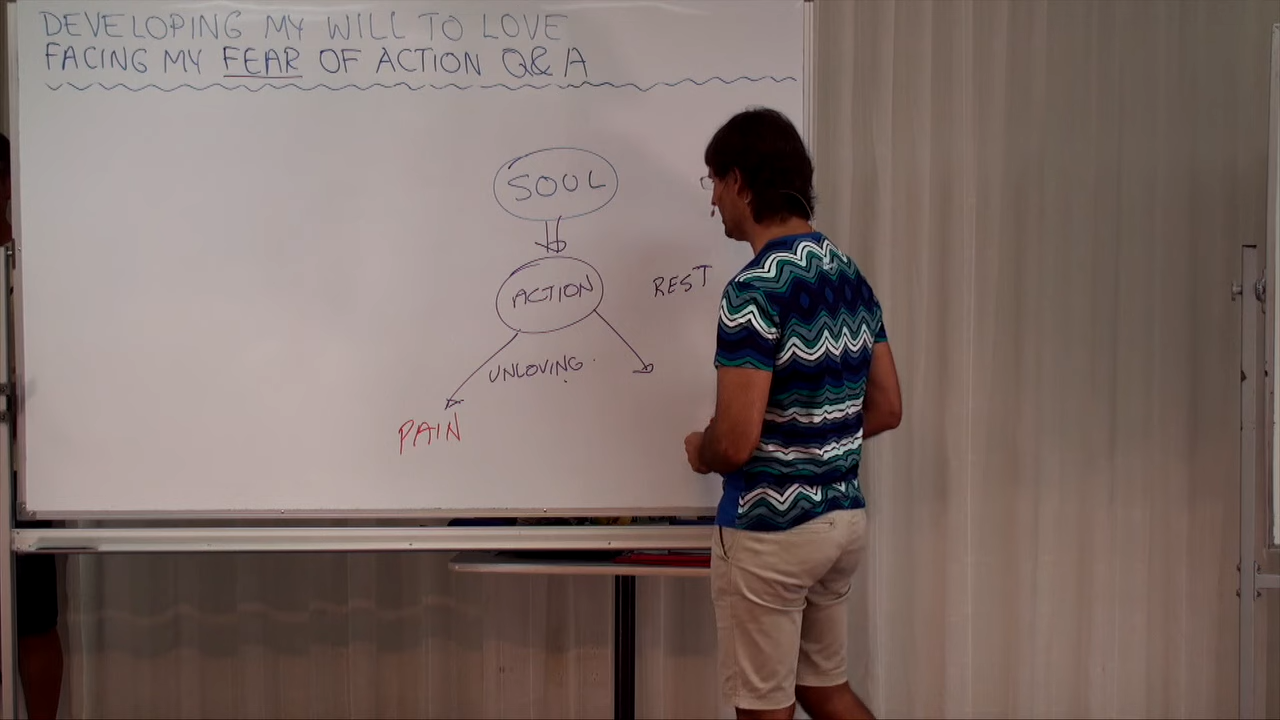 DEVELOPING MY WILL TO LOVE
FACING MY FEAR OF ACTION Q&A
SOUL
ACTION
REST
UNLOVING
PAIN